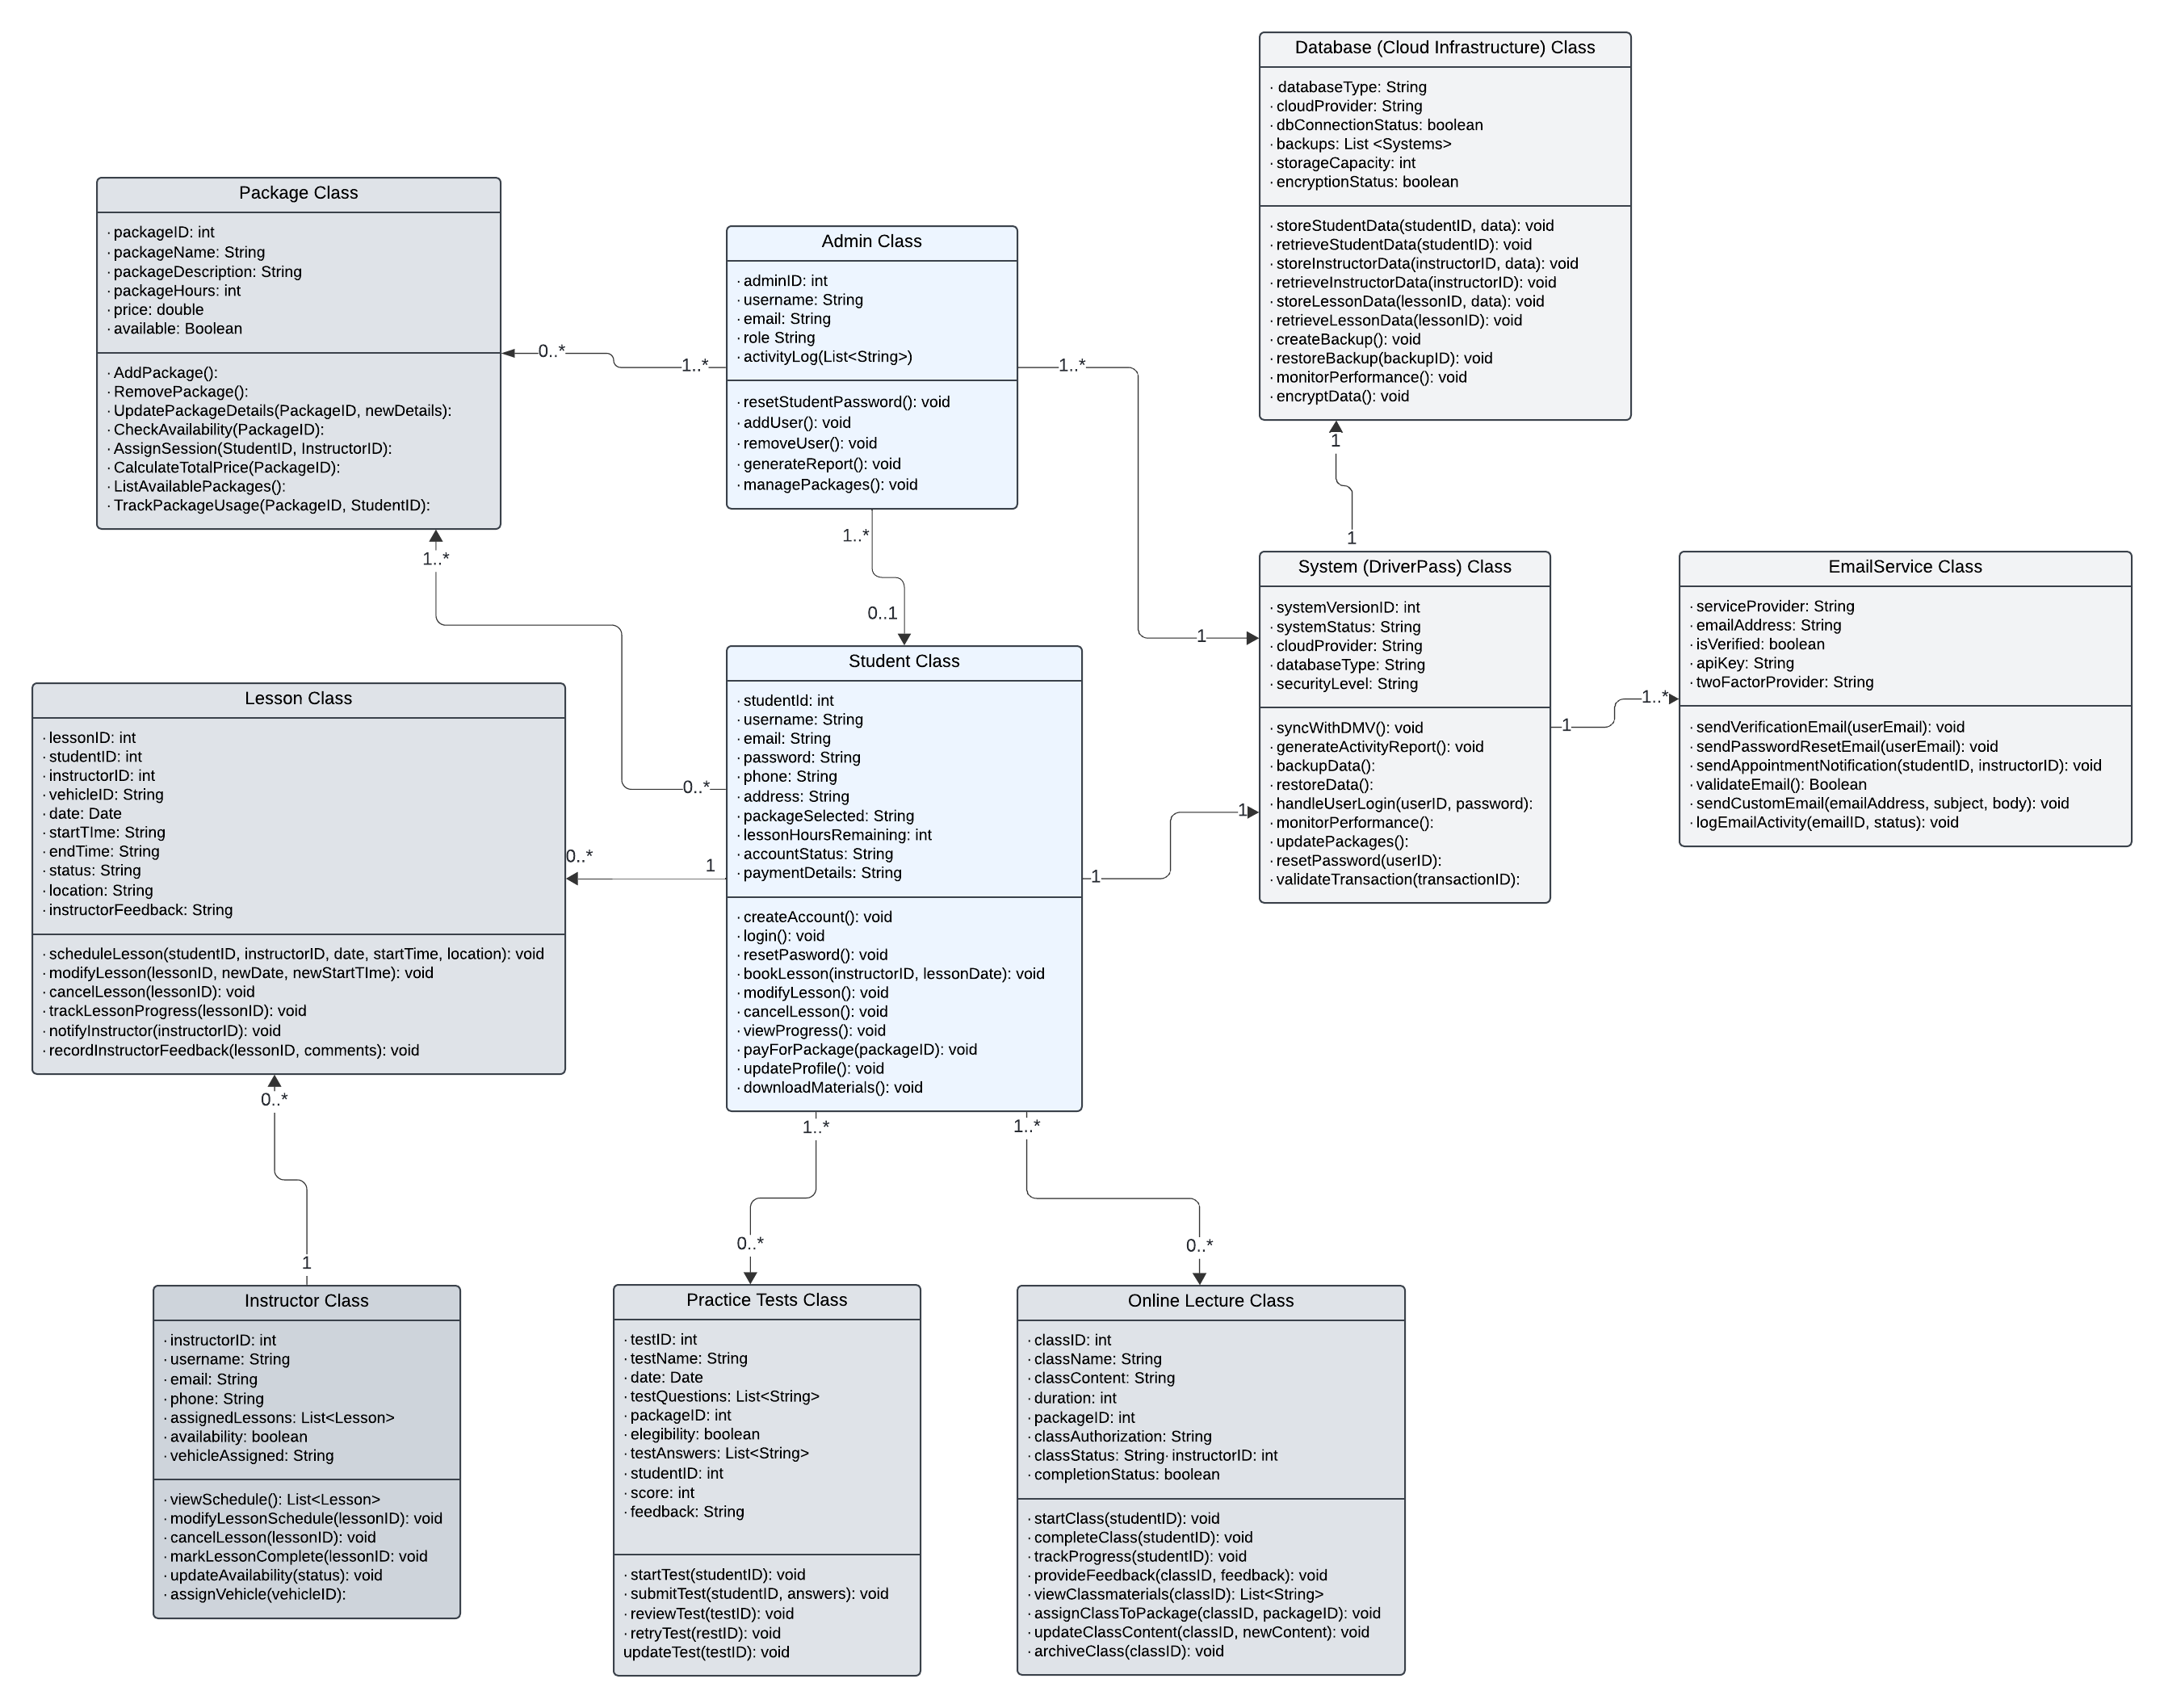 Database (Cloud Infrastructure) Class
· databaseType: String
· cloudProvider: String
· dbConnectionStatus: boolean
· backups: List <Systems>
· storageCapacity: int
· encryptionStatus: boolean
· storeStudentData(studentID, data): void
· retrieveStudentData(studentID): void
· storeInstructorData(instructorID, data): void
· retrieveInstructorData(instructorID): void
· storeLessonData(lessonID, data): void
· retrieveLessonData(lessonID): void
· createBackup(): void
· restoreBackup(backupID): void
· monitorPerformance(): void
· encryptData(): void
Package Class
· packageID: int
· packageName: String
· packageDescription: String
· packageHours: int
· price: double
· available: Boolean
· AddPackage():
· RemovePackage():
· UpdatePackageDetails(PackageID, newDetails):
· CheckAvailability(PackageID):
· AssignSession(StudentID, InstructorID):
· CalculateTotalPrice(PackageID):
· ListAvailablePackages():
· TrackPackageUsage(PackageID, StudentID):
0..*
1..*
Admin Class
· adminID: int
· username: String
· email: String
· role String
· activityLog(List<String>)
· resetStudentPassword(): void
· addUser(): void
· removeUser(): void
· generateReport(): void
· managePackages(): void
1..*
1
1
1
1..*
0..1
1..*
0..*
System (DriverPass) Class
· systemVersionID: int
· systemStatus: String
· cloudProvider: String
· databaseType: String
· securityLevel: String
· syncWithDMV(): void
· generateActivityReport(): void
· backupData():
· restoreData():
· handleUserLogin(userID, password):
· monitorPerformance():
· updatePackages():
· resetPassword(userID):
· validateTransaction(transactionID):
1
1..*
EmailService Class
· serviceProvider: String
· emailAddress: String
· isVerified: boolean
· apiKey: String
· twoFactorProvider: String
· sendVerificationEmail(userEmail): void
· sendPasswordResetEmail(userEmail): void
· sendAppointmentNotification(studentID, instructorID): void
· validateEmail(): Boolean
· sendCustomEmail(emailAddress, subject, body): void
· logEmailActivity(emailID, status): void
Lesson Class
· lessonID: int
· studentID: int
· instructorID: int
· vehicleID: String
· date: Date
· startTIme: String
· endTime: String
· status: String
· location: String
· instructorFeedback: String
· scheduleLesson(studentID, instructorID, date, startTime, location): void
· modifyLesson(lessonID, newDate, newStartTIme): void
· cancelLesson(lessonID): void
· trackLessonProgress(lessonID): void
· notifyInstructor(instructorID): void
· recordInstructorFeedback(lessonID, comments): void
0..*
1
Student Class
· studentId: int
· username: String
· email: String
· password: String
· phone: String
· address: String
· packageSelected: String
· lessonHoursRemaining: int
· accountStatus: String
· paymentDetails: String
· createAccount(): void
· login(): void
· resetPasword(): void
· bookLesson(instructorID, lessonDate): void
· modifyLesson(): void
· cancelLesson(): void
· viewProgress(): void
· payForPackage(packageID): void
· updateProfile(): void
· downloadMaterials(): void
1
1
0..*
1
1..*
0..*
1..*
0..*
Instructor Class
· instructorID: int
· username: String
· email: String
· phone: String
· assignedLessons: List<Lesson>
· availability: boolean
· vehicleAssigned: String
· viewSchedule(): List<Lesson>
· modifyLessonSchedule(lessonID): void
· cancelLesson(lessonID): void
· markLessonComplete(lessonID: void
· updateAvailability(status): void
· assignVehicle(vehicleID):
Practice Tests Class
· testID: int
· testName: String
· date: Date
· testQuestions: List<String>
· packageID: int
· elegibility: boolean
· testAnswers: List<String>
· studentID: int
· score: int
· feedback: String
· startTest(studentID): void
· submitTest(studentID, answers): void
· reviewTest(testID): void
· retryTest(restID): void
updateTest(testID): void
Online Lecture Class
· classID: int
· className: String
· classContent: String
· duration: int
· packageID: int
· classAuthorization: String
· classStatus: String· instructorID: int
· completionStatus: boolean
· startClass(studentID): void
· completeClass(studentID): void
· trackProgress(studentID): void
· provideFeedback(classID, feedback): void
· viewClassmaterials(classID): List<String>
· assignClassToPackage(classID, packageID): void
· updateClassContent(classID, newContent): void
· archiveClass(classID): void